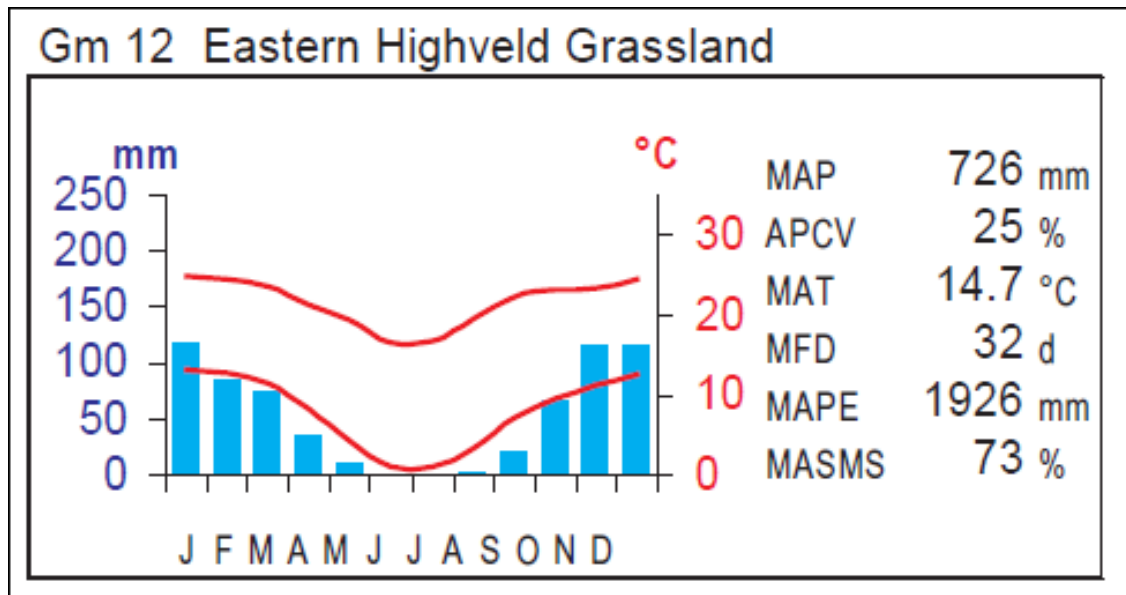 Gm 12 Eastern Highveld Grassland
mm
°C
250
200
150
100
50
0
30
20
10
0
J F M A M J J A S O N D
MAP 726 mm
APCV 25 %
MAT 14.7 °C
MFD 32 d
MAPE 1926 mm
MASMS 73 %